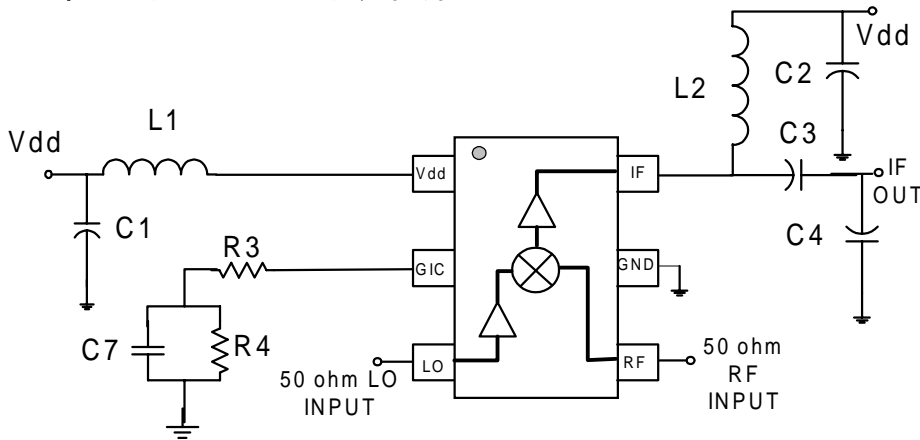 Vdd
L1
C1
R3
C7
R4
50 ohm LO
INPUT
Vdd
GIC
LO
IF
GND
RF
L2
C2
Vdd
C3
IF
OUT
C4
50 ohm
RF
INPUT